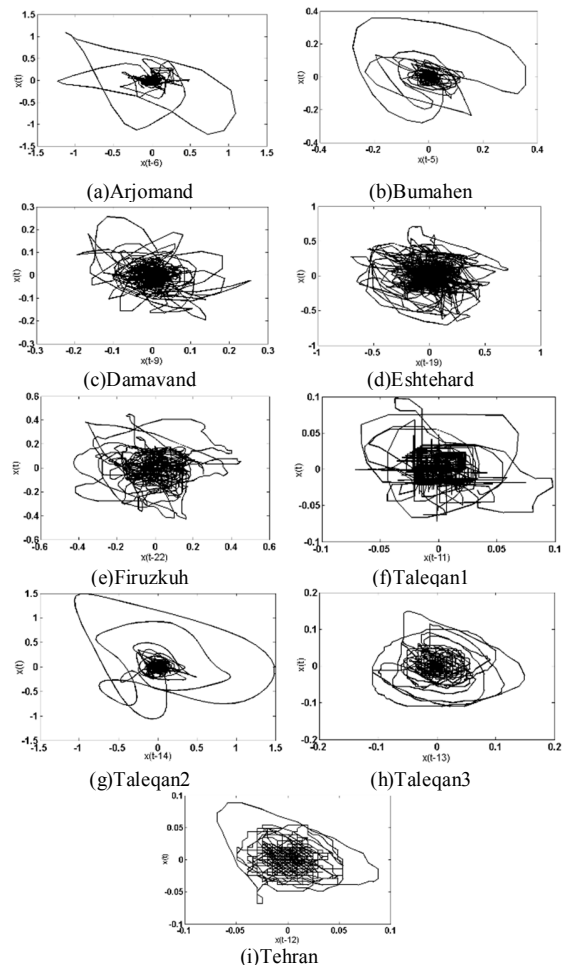 x(t)
1.5
1
0.5
0
-0.5
-1
-1.5
-1.5 -1 -0.5 0 0.5 1 1.5
x(t-6)
(a)Arjomand
x(t)
0.4
0.2
0
-0.2
-0.4
-0.4 -0.2 0 0.2 0.4
x(t-5)
(b)Bumahen
x(t)
0.3
0.2
0.1
0
-0.1
-0.2
-0.3
-0.3 -0.2 -0.1 0 0.1 0.2 0.3
x(t-9)
(c)Damavand
x(t)
1
0.5
0
-0.5
-1
1 -0.5 0 0.5 1
x(t-19)
(d)Eshtehard
x(t)
0.6
0.4
0.2
0
-0.2
-0.4
-0.6
-0.6 -0.4 -0.2 0 0.2 0.4 0.6
x(t-22)
(e)Firuzkuh
x(t)
0.1
0.05
0
-0.05
-0.1
-0.1 -0.05 0 0.05 0.1
x(t-11)
(f)Taleqan1
x(t)
1.5
1
0.5
0
-0.5
-1
-1.5
-1.5 -1 -0.5 0 0.5 1 1.5
x(t-14)
(g)Taleqan2
x(t)
0.2
0.1
0
-0.1
-0.2
-0.2 -0.1 0 0.1 0.2
x(t-13)
(h)Taleqan3
x(t)
0.1
0.05
0
-0.05
-0.1
-0.1 -0.05 0 0.05 0.1
x(t-12)
(i)Tehran